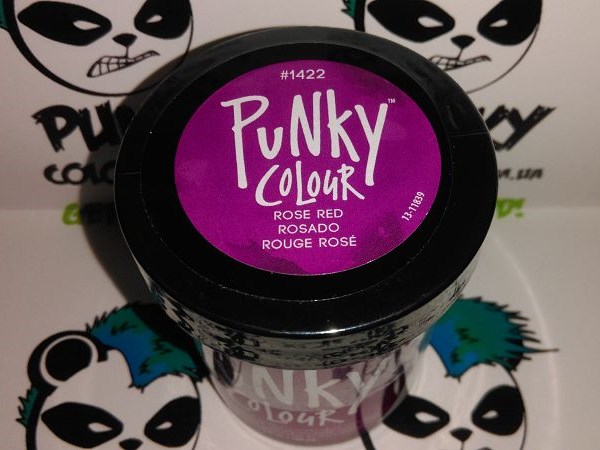 #1422
PUNKY™
COLOUR
ROSE RED
ROSADO
ROUGE ROSÉ
13-11839
PUNKY
COLOUR